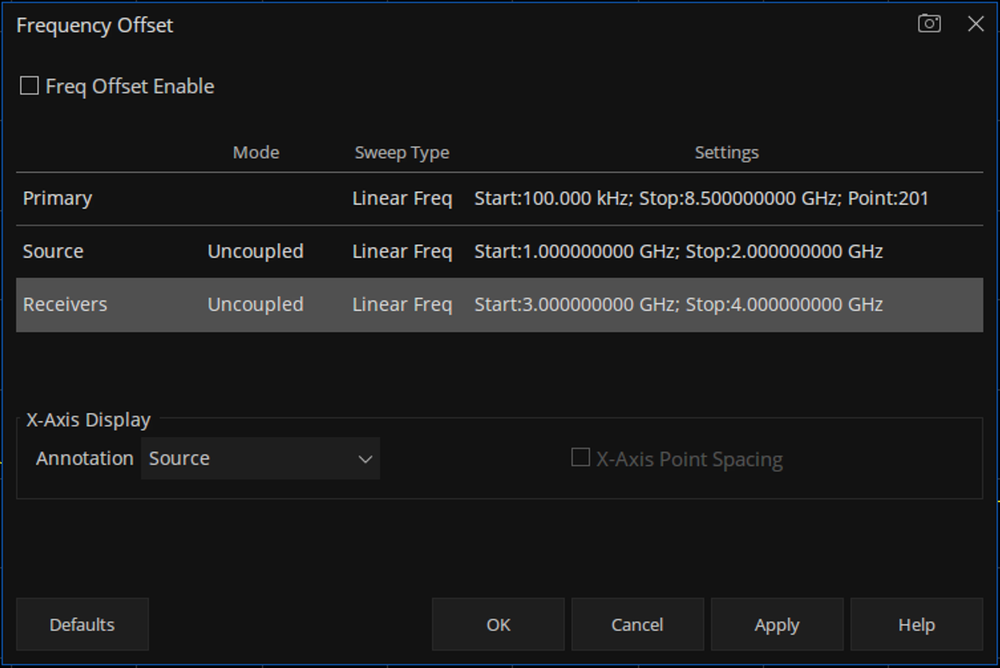 Frequency Offset
Freq Offset Enable
Mode Sweep Type Settings
Primary Linear Freq Start:100.000 kHz; Stop:8.500000000 GHz; Point:201
Source Uncoupled Linear Freq Start:1.000000000 GHz; Stop:2.000000000 GHz
Receivers Uncoupled Linear Freq Start:3.000000000 GHz; Stop:4.000000000 GHz
X-Axis Display
Annotation Source X-Axis Point Spacing
Defaults OK Cancel Apply Help